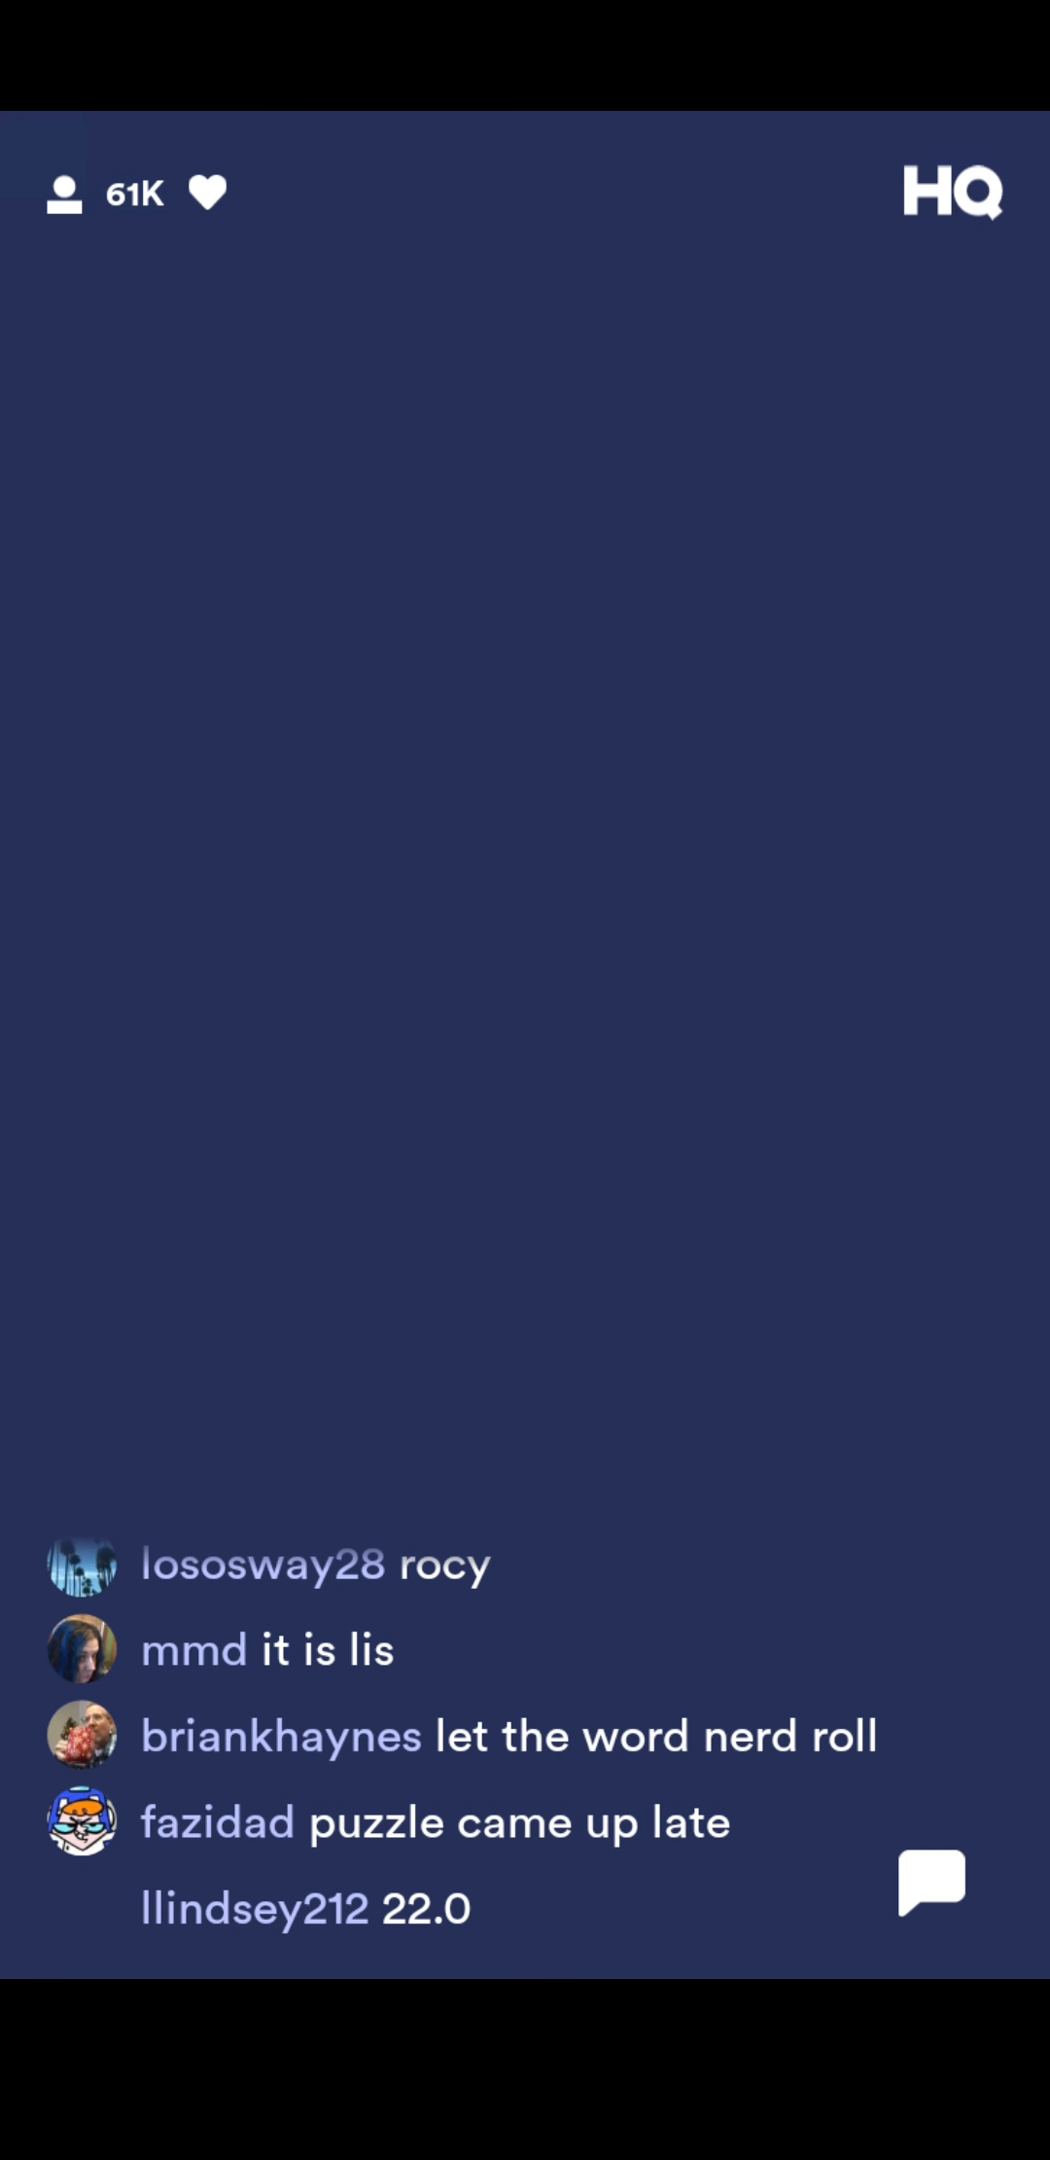 61K
HQ
lososway28 rocy
mmd it is lis
briankhaynes let the word nerd roll
fazidad puzzle came up late
llindsey212 22.0